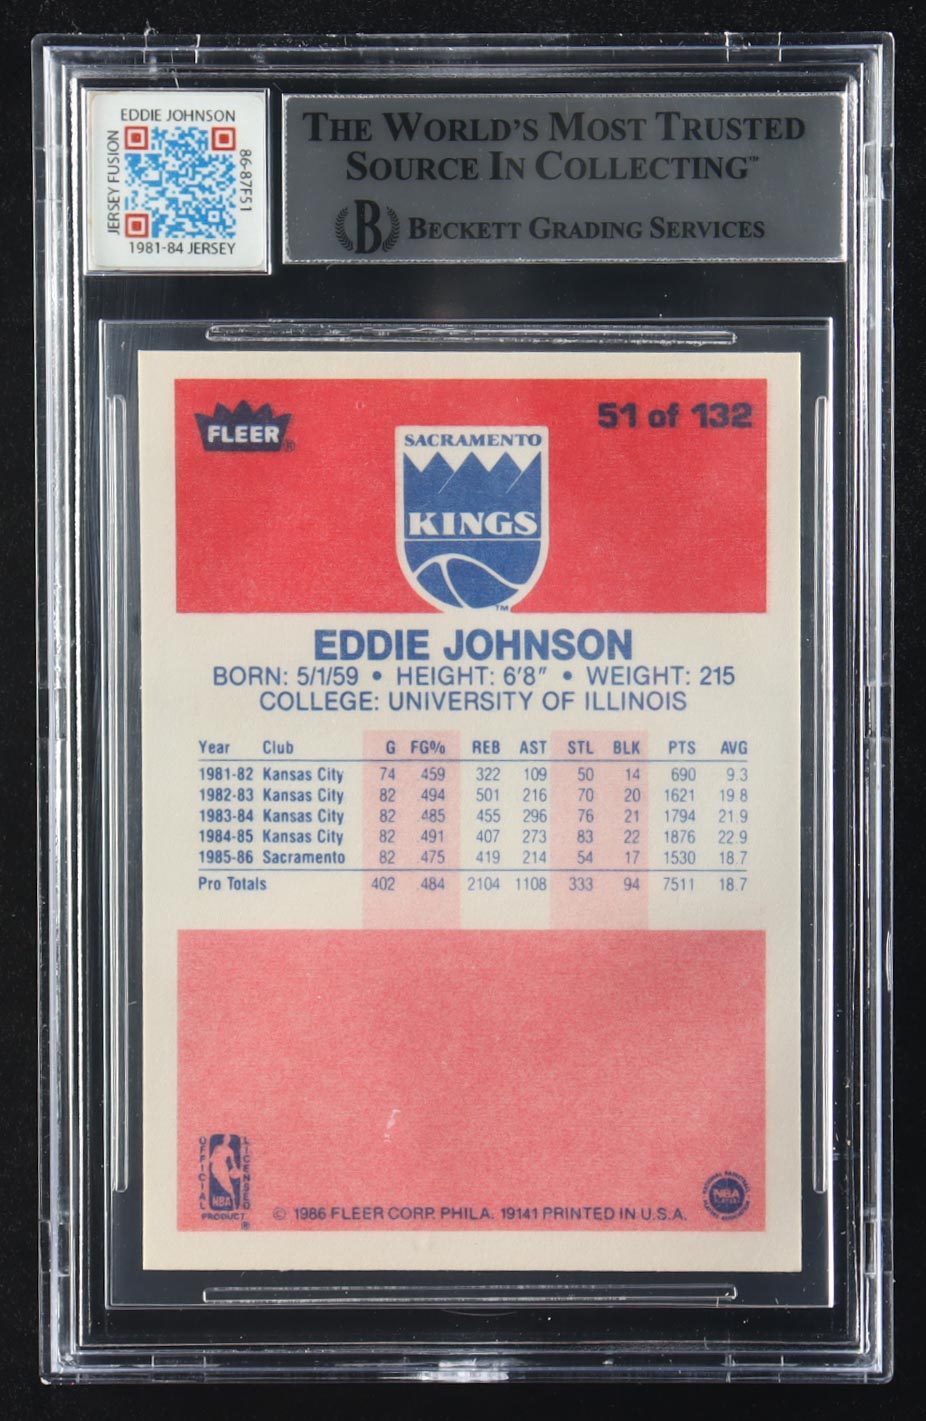 EDDIE JOHNSON
JERSEY FUSION
86-87F51
1981-84 JERSEY
THE WORLD'S MOST TRUSTED
SOURCE IN COLLECTING™
B BECKETT GRADING SERVICES
FLEER®
51 of 132
SACRAMENTO
KINGS
™
EDDIE JOHNSON
BORN: 5/1/59 • HEIGHT: 6'8" • WEIGHT: 215
COLLEGE: UNIVERSITY OF ILLINOIS
Year Club G FG% REB AST STL BLK PTS AVG
1981-82 Kansas City 74 .459 322 109 50 14 690 9.3
1982-83 Kansas City 82 .494 501 216 70 20 1621 19.8
1983-84 Kansas City 82 .485 455 296 76 21 1794 21.9
1984-85 Kansas City 82 .491 407 273 83 22 1876 22.9
1985-86 Sacramento 82 .475 419 214 54 17 1530 18.7
Pro Totals 402 .484 2104 1108 333 94 7511 18.7
OFFICIAL
LICENSED
NBA
PRODUCT
®
© 1986 FLEER CORP. PHILA. 19141 PRINTED IN U.S.A.
NBA